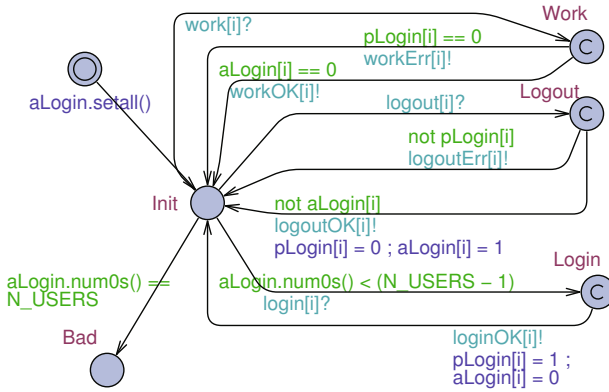 Work
work[i]?
pLogin[i] == 0
workErr[i]!
aLogin[i] == 0
workOK[i]!
aLogin.setall()
logout[i]?
Logout
C
C
not pLogin[i]
logoutErr[i]!
Init
not aLogin[i]
logoutOK[i]!
pLogin[i] = 0 ; aLogin[i] = 1
Login
aLogin.num0s() ==
N_USERS
aLogin.num0s() < (N_USERS − 1)
login[i]?
C
Bad
loginOK[i]!
pLogin[i] = 1 ;
aLogin[i] = 0